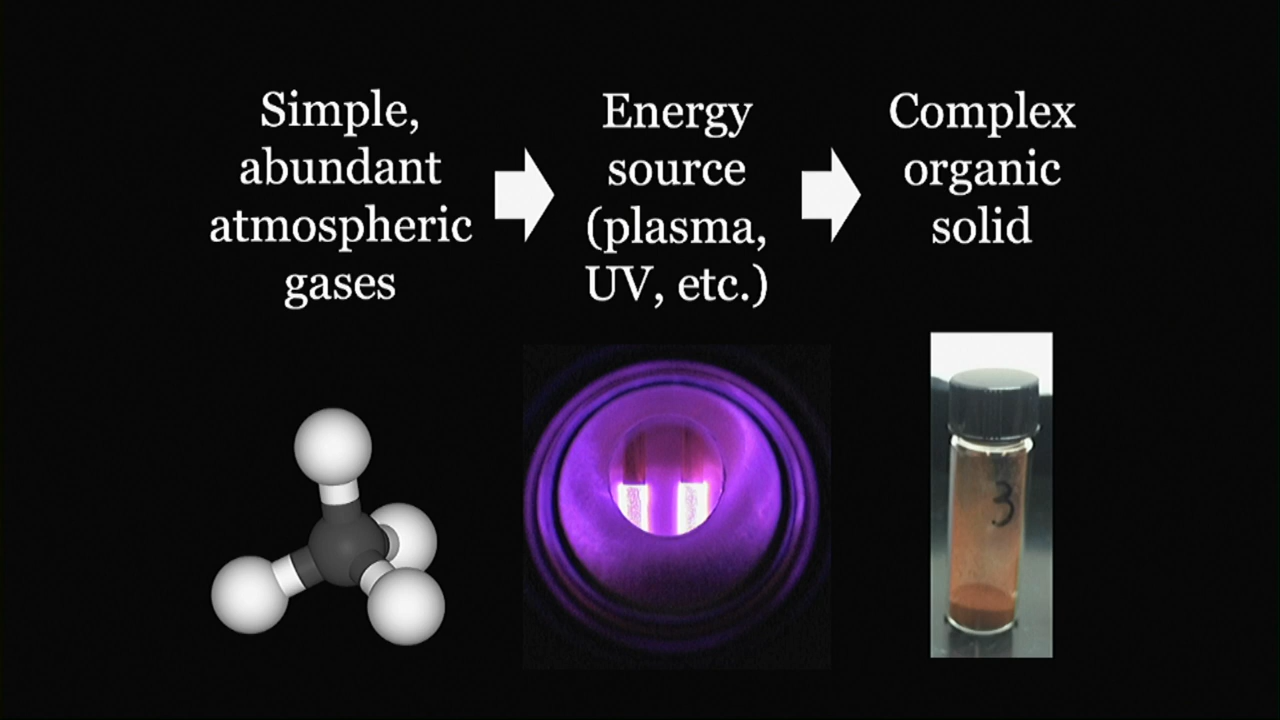 Simple,
abundant
atmospheric
gases
Energy
source
(plasma,
UV, etc.)
Complex
organic
solid
3